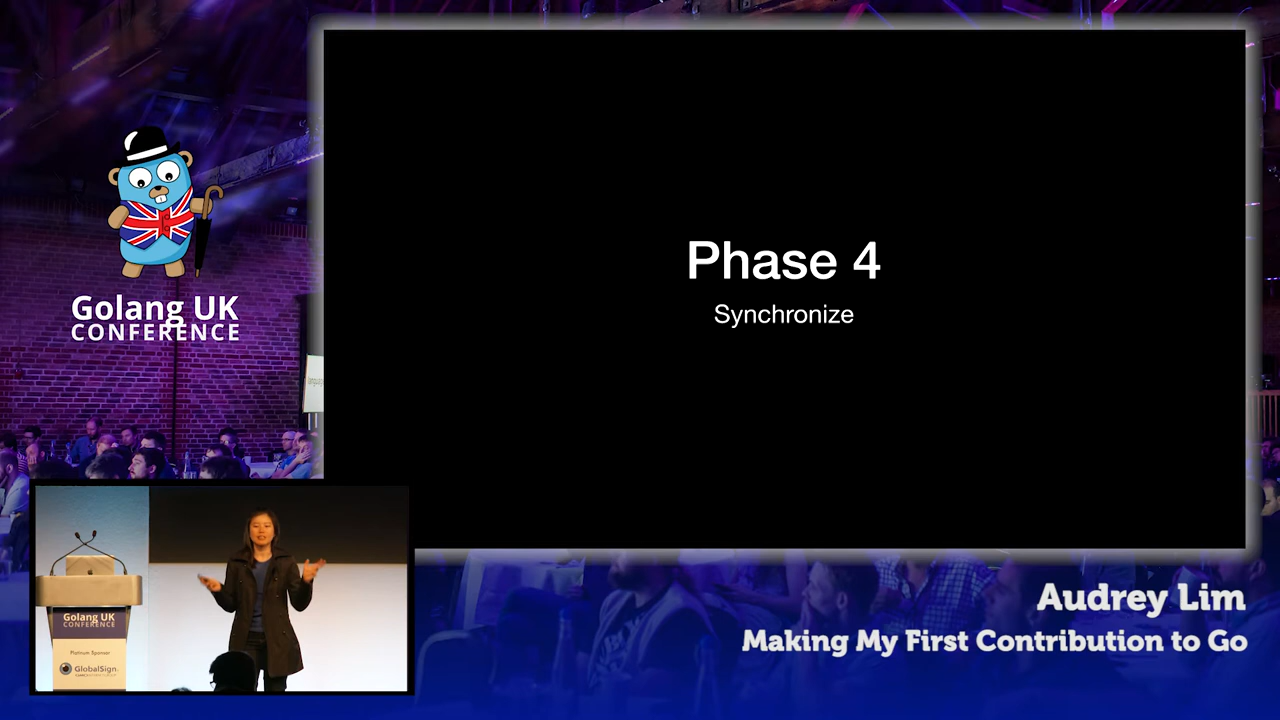 Golang UK
CONFERENCE
Phase 4
Synchronize
Golang UK
CONFERENCE
Platinum Sponsor
GlobalSign
Audrey Lim
Making My First Contribution to Go